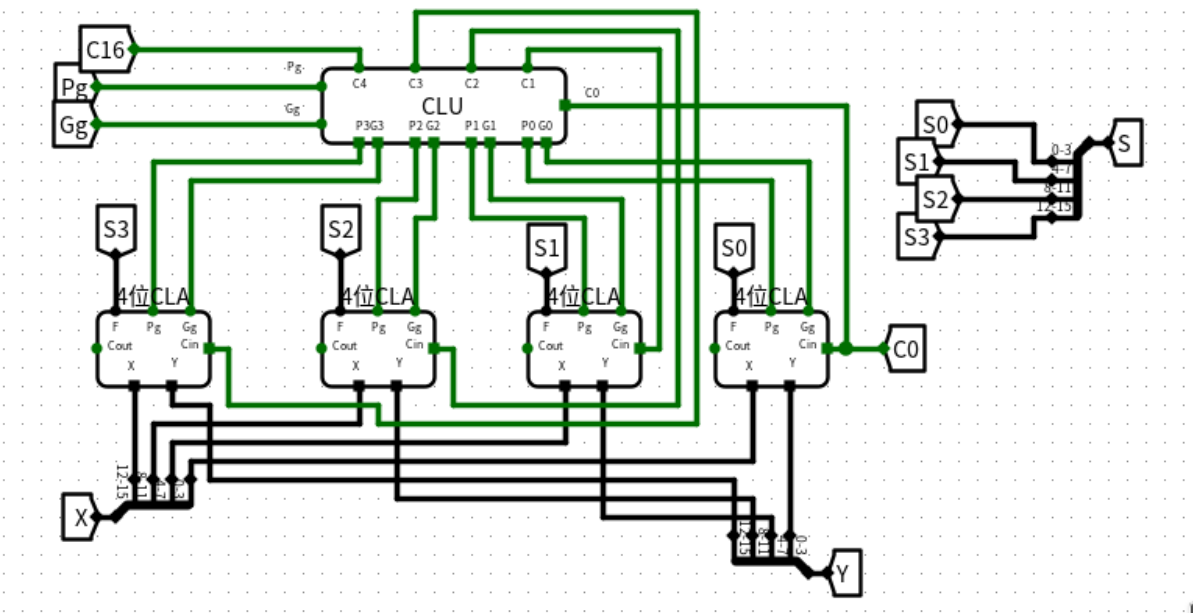 C16
Pg
Gg
Pg
Gg
C4 C3 C2 C1
CLU
C0
P3G3 P2 G2 P1 G1 P0 G0
S0
S1
S2
S3
0-3
4-7
8-11
12-15
S
S3
S2
S1
S0
4位CLA
4位CLA
4位CLA
4位CLA
F Pg Gg
Cout Cin
X Y
F Pg Gg
Cout Cin
X Y
F Pg Gg
Cout Cin
X Y
F Pg Gg
Cout Cin
X Y
C0
12-15
8-11
4-7
0-3
X
12-15
8-11
4-7
0-3
Y